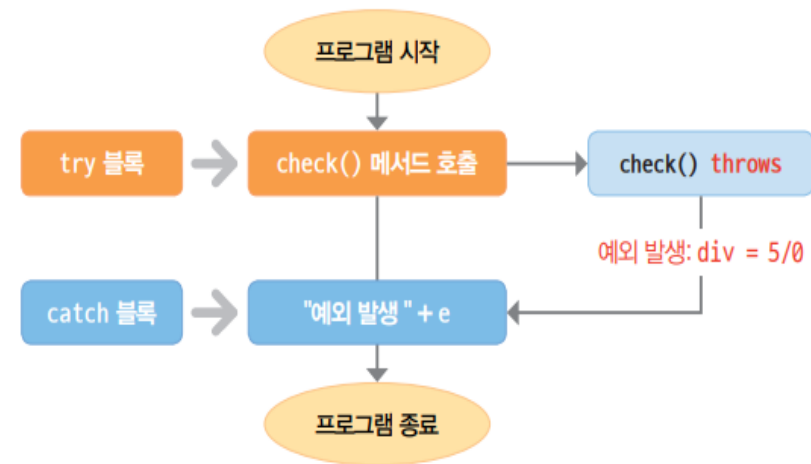 프로그램 시작
try 블록
check() 메서드 호출
check() throws
예외 발생: div = 5/0
catch 블록
"예외 발생 " + e
프로그램 종료